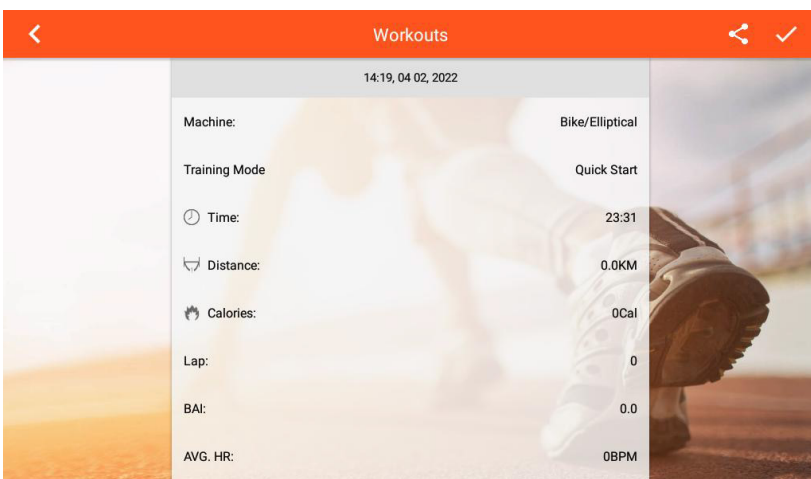 Workouts
14:19, 04 02, 2022
Machine: Bike/Elliptical
Training Mode Quick Start
Time: 23:31
Distance: 0.0KM
Calories: 0Cal
Lap: 0
BAI: 0.0
AVG. HR: 0BPM